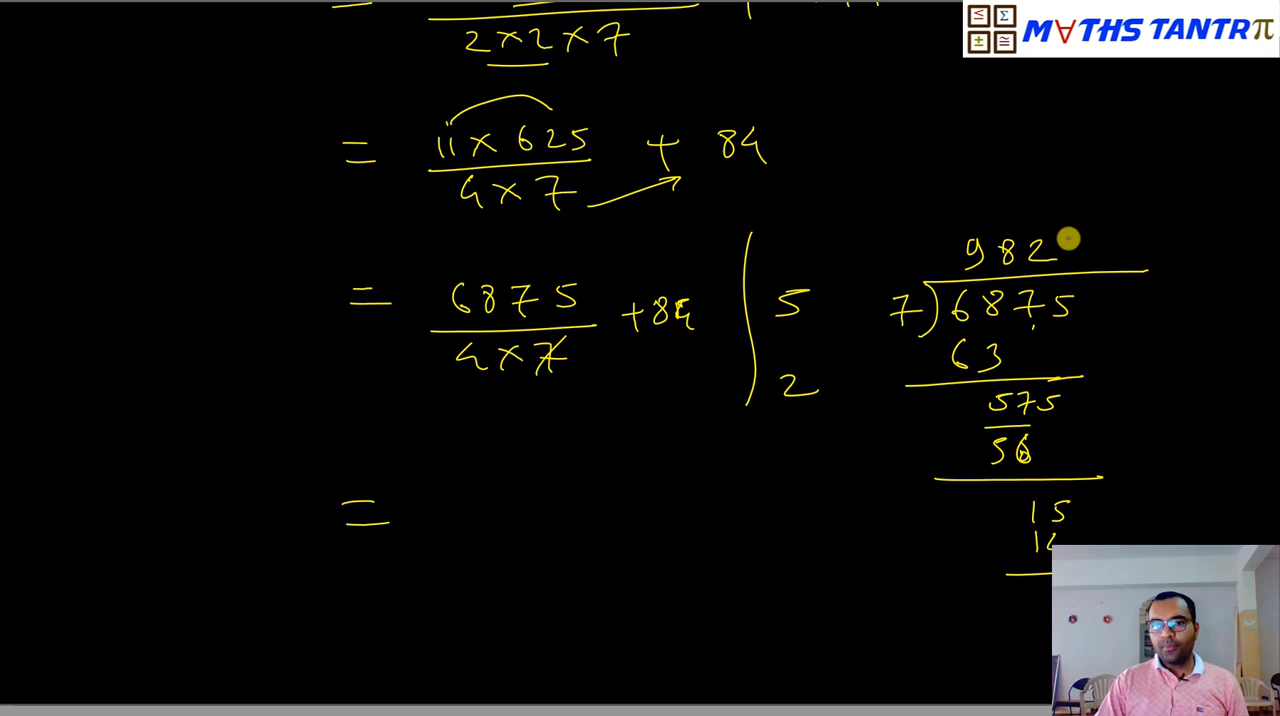 ≤ Σ ± ≅ M∀THS TANTRπ
=
2 × 2 × 7
= 11 × 625 / 4 × 7 + 84
= 6875 / 4 × 7 + 84
5
2
982
7) 6875
63
575
56
15
=